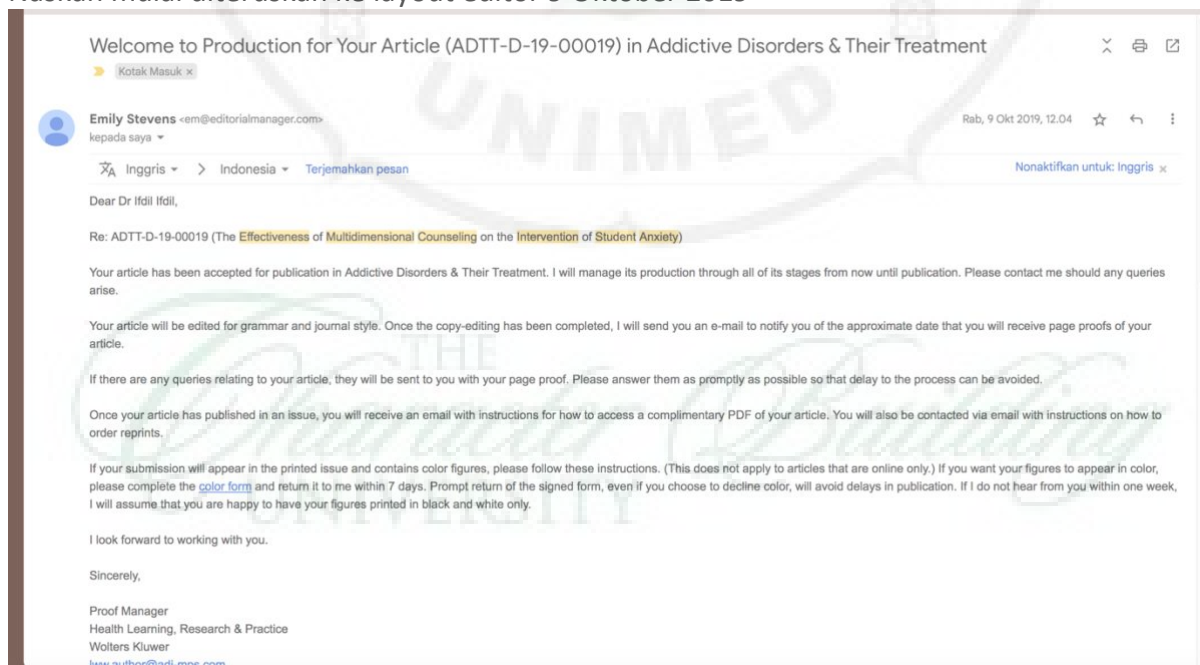 Welcome to Production for Your Article (ADTT-D-19-00019) in Addictive Disorders & Their Treatment
Kotak Masuk ×
Emily Stevens <em@editorialmanager.com>
Rab, 9 Okt 2019, 12.04
kepada saya
Inggris > Indonesia Terjemahkan pesan
Nonaktifkan untuk: Inggris ×
Dear Dr Ifdil Ifdil,
Re: ADTT-D-19-00019 (The Effectiveness of Multidimensional Counseling on the Intervention of Student Anxiety)
Your article has been accepted for publication in Addictive Disorders & Their Treatment. I will manage its production through all of its stages from now until publication. Please contact me should any queries
arise.
Your article will be edited for grammar and journal style. Once the copy-editing has been completed, I will send you an e-mail to notify you of the approximate date that you will receive page proofs of your
article.
If there are any queries relating to your article, they will be sent to you with your page proof. Please answer them as promptly as possible so that delay to the process can be avoided.
Once your article has published in an issue, you will receive an email with instructions for how to access a complimentary PDF of your article. You will also be contacted via email with instructions on how to
order reprints.
If your submission will appear in the printed issue and contains color figures, please follow these instructions. (This does not apply to articles that are online only.) If you want your figures to appear in color,
please complete the color form and return it to me within 7 days. Prompt return of the signed form, even if you choose to decline color, will avoid delays in publication. If I do not hear from you within one week,
I will assume that you are happy to have your figures printed in black and white only.
I look forward to working with you.
Sincerely,
Proof Manager
Health Learning, Research & Practice
Wolters Kluwer
UNIMED
THE
Character Building
UNIVERSITY